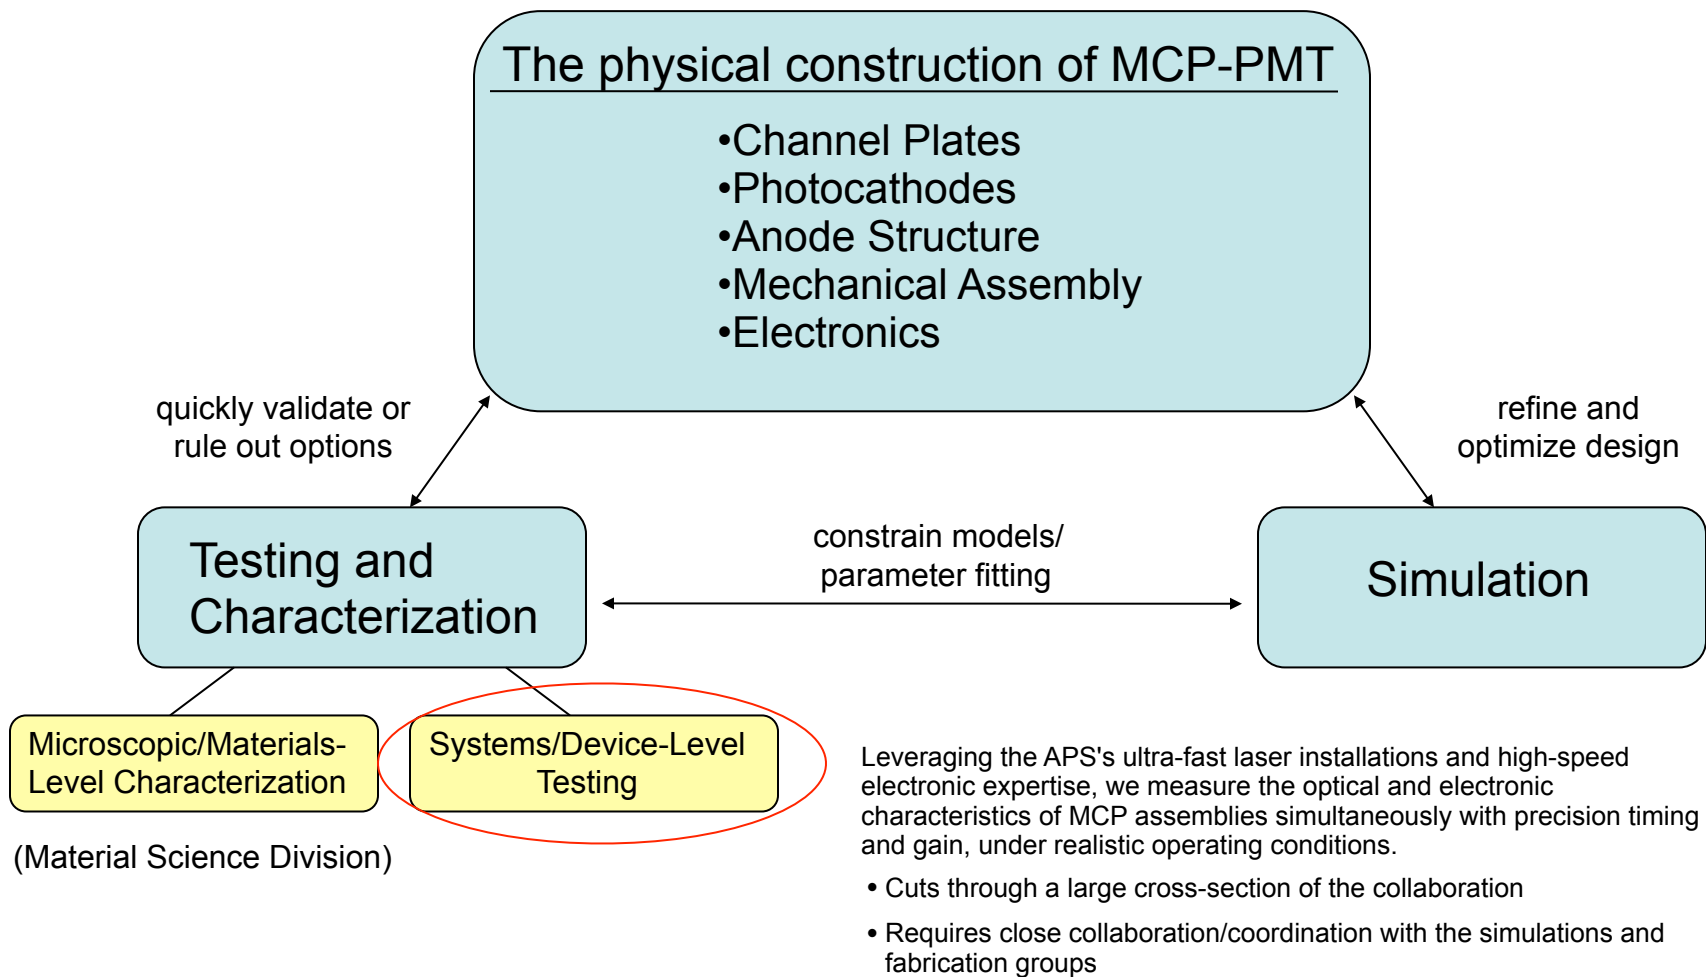 The physical construction of MCP-PMT
•Channel Plates
•Photocathodes
•Anode Structure
•Mechanical Assembly
•Electronics
quickly validate or
rule out options
refine and
optimize design
Testing and
Characterization
constrain models/
parameter fitting
Simulation
Microscopic/Materials-
Level Characterization
Systems/Device-Level
Testing
(Material Science Division)
Leveraging the APS's ultra-fast laser installations and high-speed
electronic expertise, we measure the optical and electronic
characteristics of MCP assemblies simultaneously with precision timing
and gain, under realistic operating conditions.
• Cuts through a large cross-section of the collaboration
• Requires close collaboration/coordination with the simulations and
fabrication groups